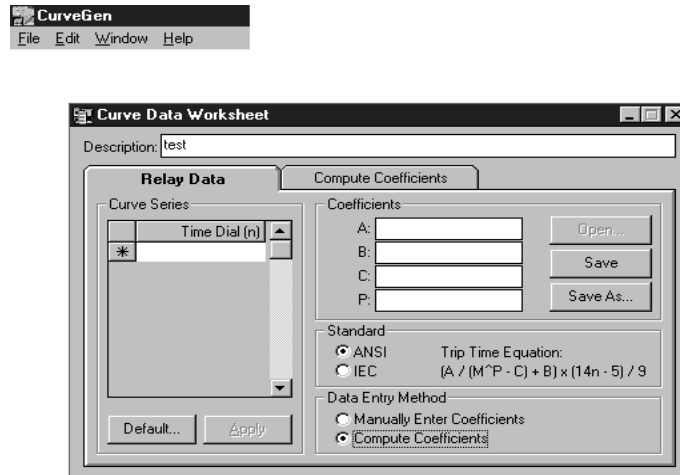 CurveGen
File Edit Window Help
Curve Data Worksheet
Description: test
Relay Data
Compute Coefficients
Curve Series
Time Dial (n)
Default...
Apply
Coefficients
A:
B:
C:
P:
Open...
Save
Save As...
Standard
ANSI
IEC
Trip Time Equation:
(A / (M^P - C) + B) x (14n - 5) / 9
Data Entry Method
Manually Enter Coefficients
Compute Coefficients